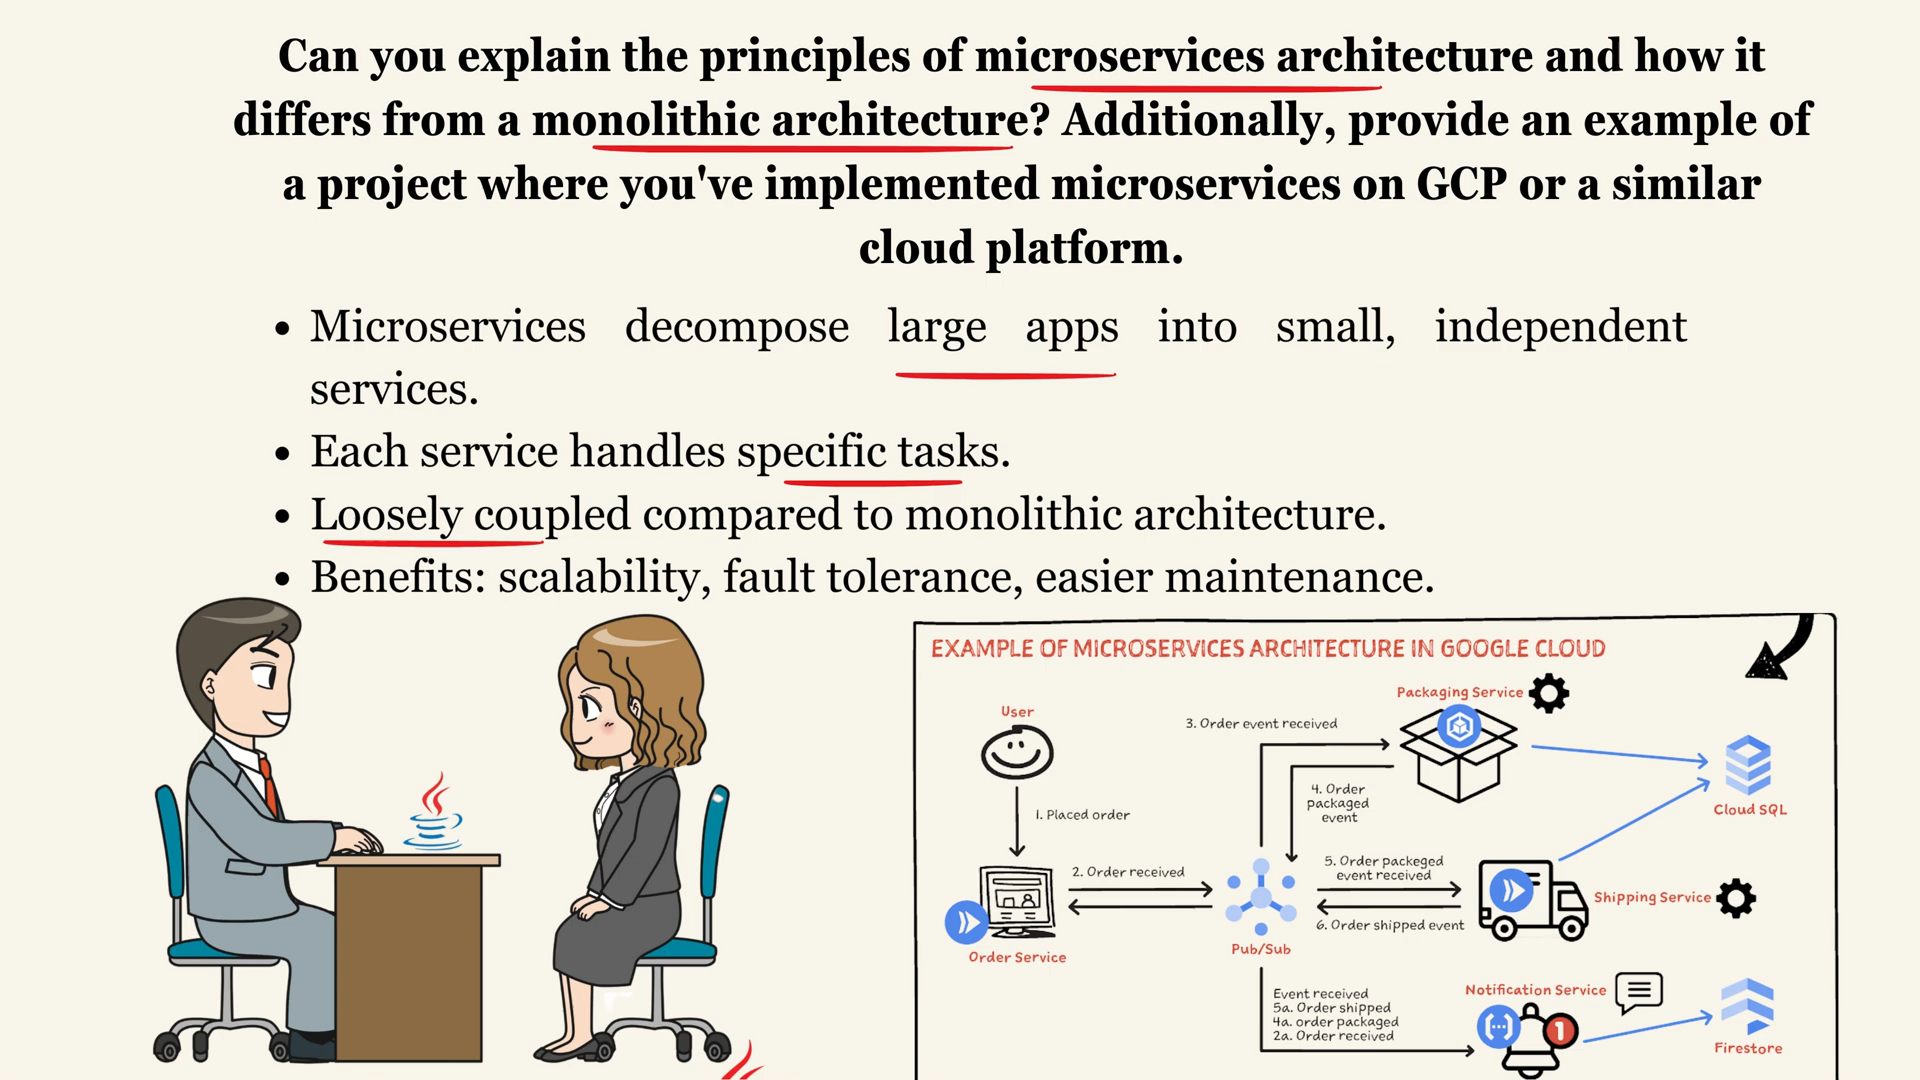 Can you explain the principles of microservices architecture and how it
differs from a monolithic architecture? Additionally, provide an example of
a project where you've implemented microservices on GCP or a similar
cloud platform.
• Microservices decompose large apps into small, independent
services.
• Each service handles specific tasks.
• Loosely coupled compared to monolithic architecture.
• Benefits: scalability, fault tolerance, easier maintenance.
EXAMPLE OF MICROSERVICES ARCHITECTURE IN GOOGLE CLOUD
Packaging Service
User
3. Order event received
4. Order
packaged
event
Cloud SQL
1. Placed order
2. Order received
5. Order packeged
event received
Shipping Service
6. Order shipped event
Pub/Sub
Order Service
Notification Service
Event received
5a. Order shipped
4a. order packaged
2a. Order received
1
Firestore